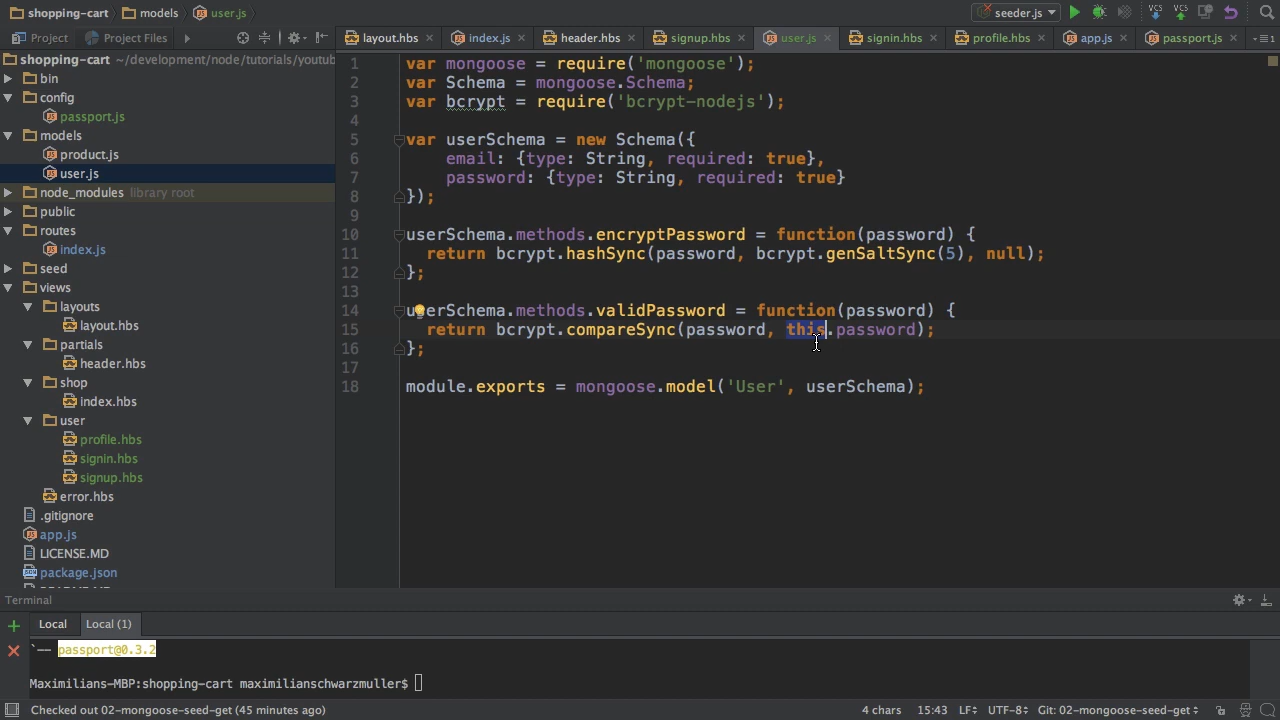 shopping-cart models user.js seeder.js VCS VCS
Project Project Files layout.hbs index.js header.hbs signup.hbs user.js signin.hbs profile.hbs app.js passport.js
shopping-cart ~/development/node/tutorials/youtub
bin
config
passport.js
models
product.js
user.js
node_modules library root
public
routes
index.js
seed
views
layouts
layout.hbs
partials
header.hbs
shop
index.hbs
user
profile.hbs
signin.hbs
signup.hbs
error.hbs
.gitignore
app.js
LICENSE.MD
package.json
1 var mongoose = require('mongoose');
2 var Schema = mongoose.Schema;
3 var bcrypt = require('bcrypt-nodejs');
4
5 var userSchema = new Schema({
6 email: {type: String, required: true},
7 password: {type: String, required: true}
8 });
9
10 userSchema.methods.encryptPassword = function(password) {
11 return bcrypt.hashSync(password, bcrypt.genSaltSync(5), null);
12 };
13
14 userSchema.methods.validPassword = function(password) {
15 return bcrypt.compareSync(password, this.password);
16 };
17
18 module.exports = mongoose.model('User', userSchema);
Terminal
Local Local (1)
`── passport@0.3.2
Maximilians-MBP:shopping-cart maximilianschwarzmuller$
Checked out 02-mongoose-seed-get (45 minutes ago) 4 chars 15:43 LF UTF-8 Git: 02-mongoose-seed-get